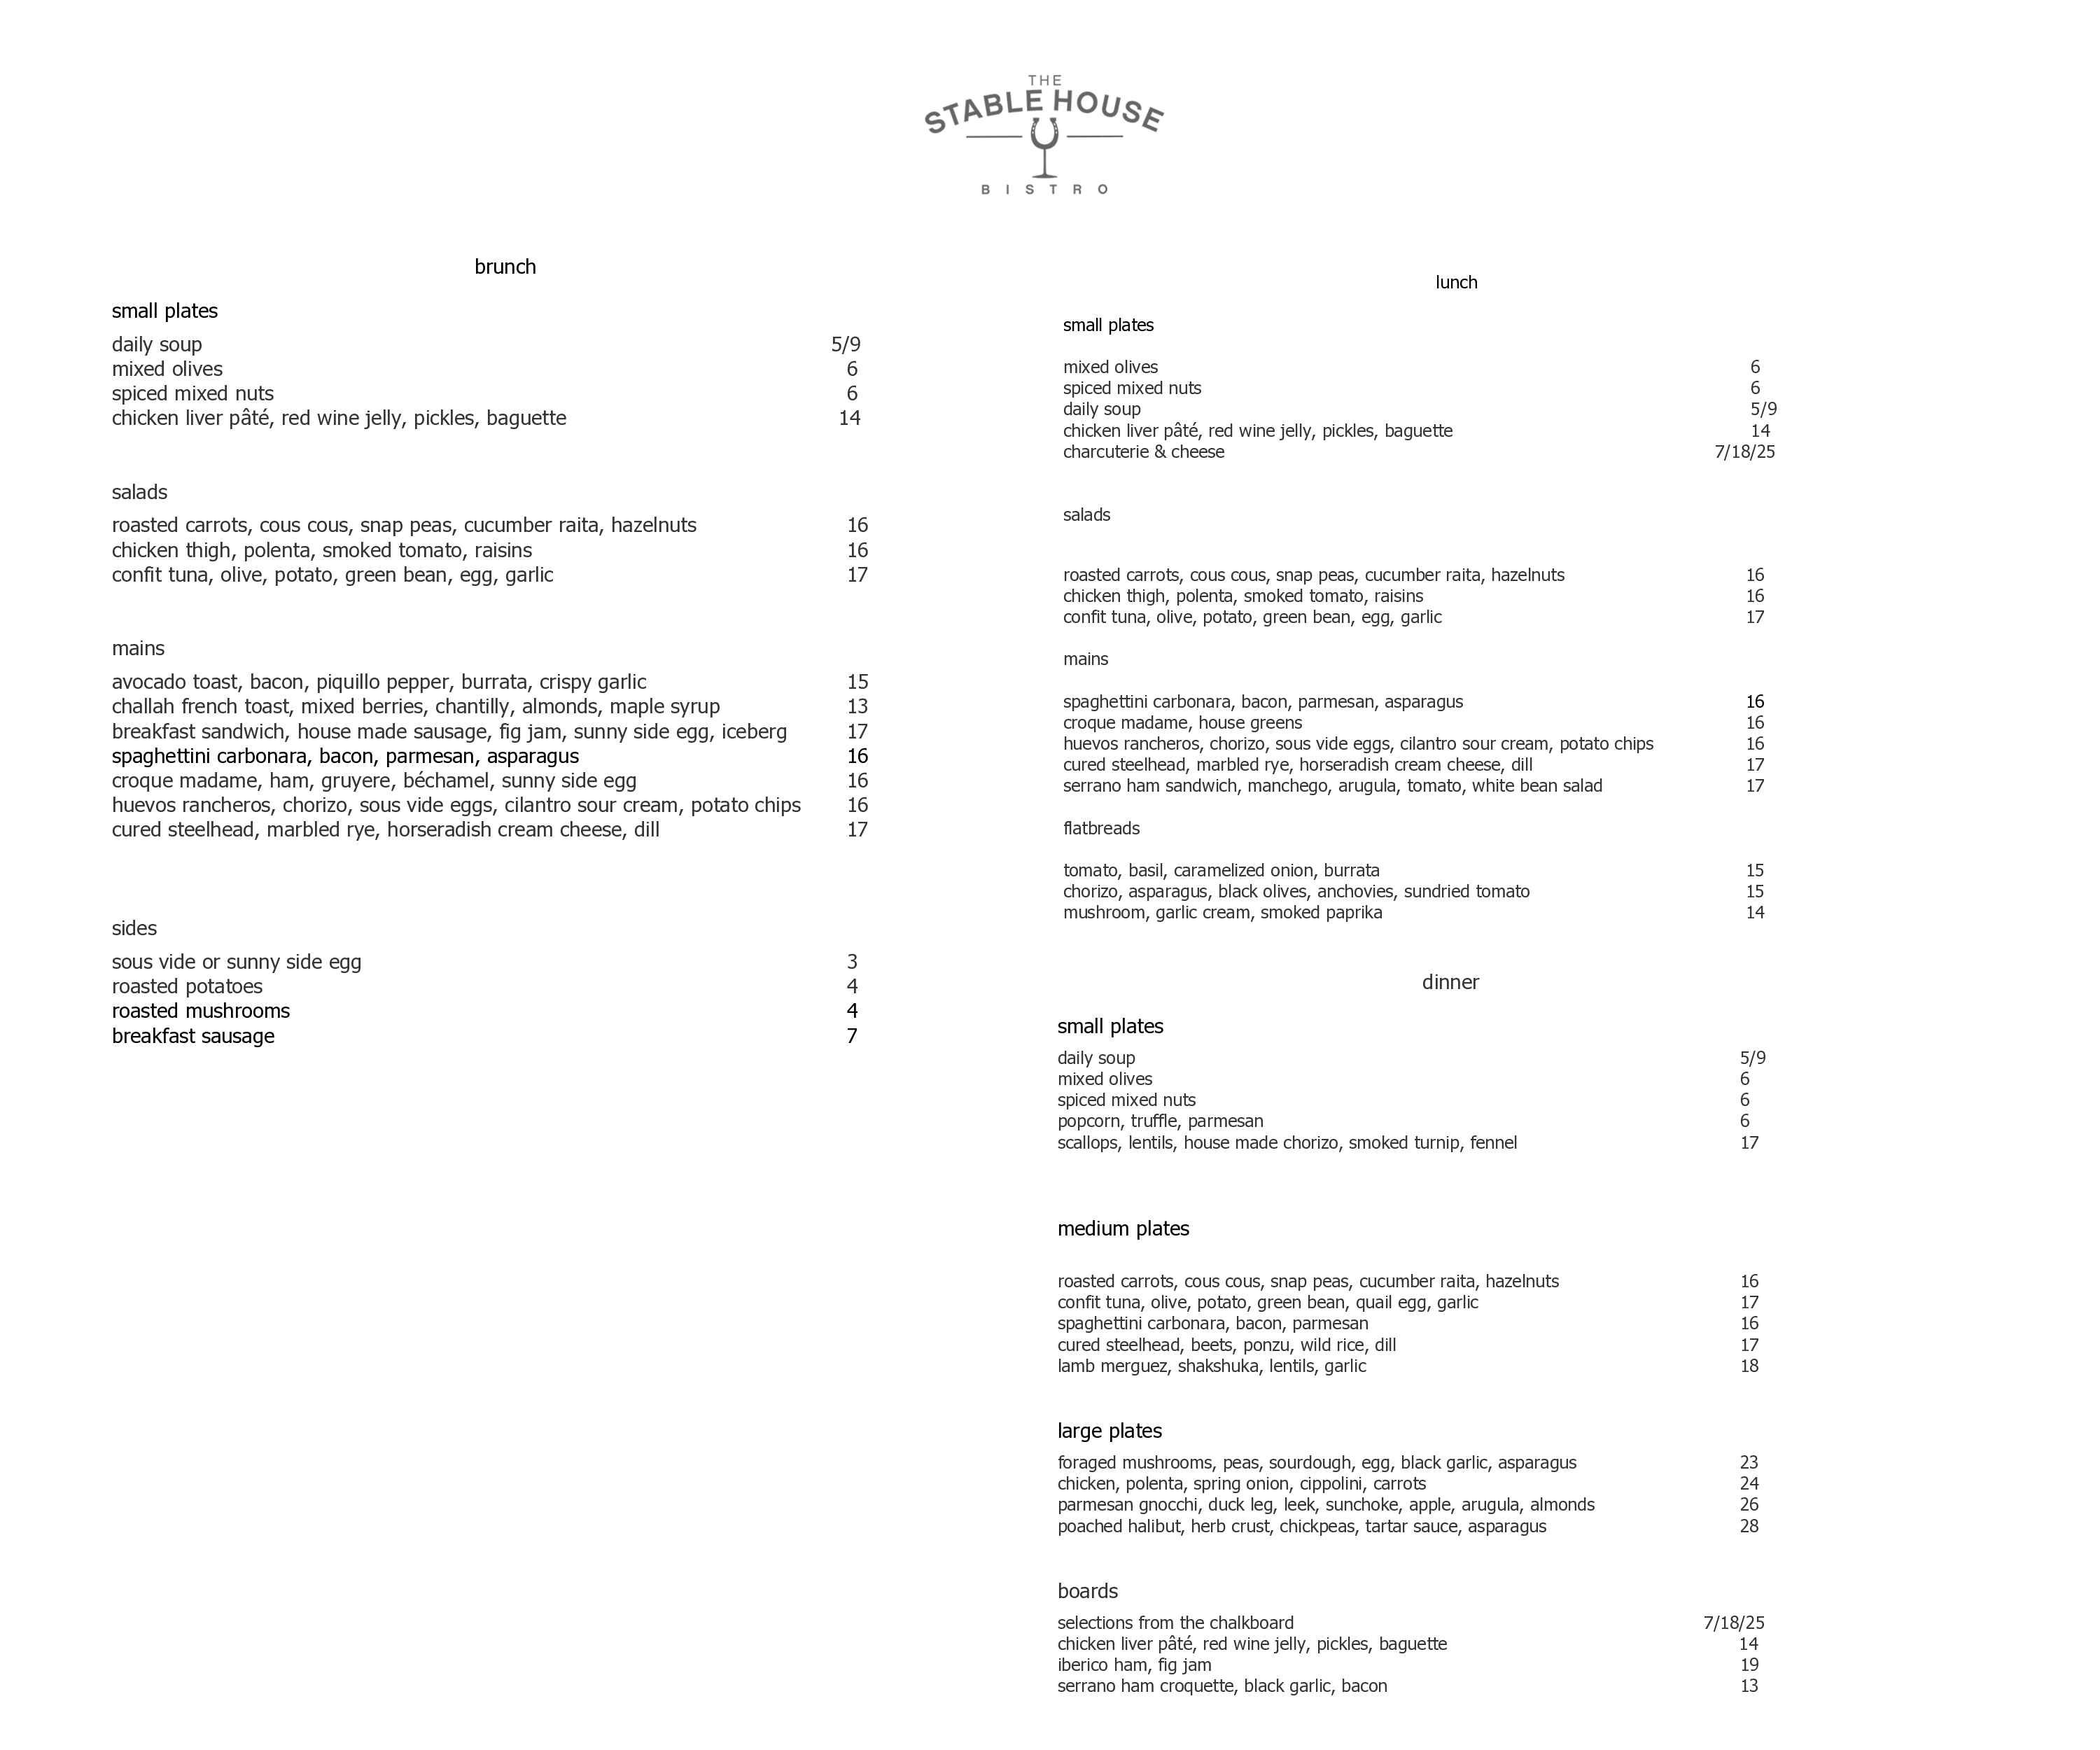 THE
STABLE HOUSE
BISTRO
brunch
small plates
daily soup 5/9
mixed olives 6
spiced mixed nuts 6
chicken liver pâté, red wine jelly, pickles, baguette 14
salads
roasted carrots, cous cous, snap peas, cucumber raita, hazelnuts 16
chicken thigh, polenta, smoked tomato, raisins 16
confit tuna, olive, potato, green bean, egg, garlic 17
mains
avocado toast, bacon, piquillo pepper, burrata, crispy garlic 15
challah french toast, mixed berries, chantilly, almonds, maple syrup 13
breakfast sandwich, house made sausage, fig jam, sunny side egg, iceberg 17
spaghettini carbonara, bacon, parmesan, asparagus 16
croque madame, ham, gruyere, béchamel, sunny side egg 16
huevos rancheros, chorizo, sous vide eggs, cilantro sour cream, potato chips 16
cured steelhead, marbled rye, horseradish cream cheese, dill 17
sides
sous vide or sunny side egg 3
roasted potatoes 4
roasted mushrooms 4
breakfast sausage 7
lunch
small plates
mixed olives 6
spiced mixed nuts 6
daily soup 5/9
chicken liver pâté, red wine jelly, pickles, baguette 14
charcuterie & cheese 7/18/25
salads
roasted carrots, cous cous, snap peas, cucumber raita, hazelnuts 16
chicken thigh, polenta, smoked tomato, raisins 16
confit tuna, olive, potato, green bean, egg, garlic 17
mains
spaghettini carbonara, bacon, parmesan, asparagus 16
croque madame, house greens 16
huevos rancheros, chorizo, sous vide eggs, cilantro sour cream, potato chips 16
cured steelhead, marbled rye, horseradish cream cheese, dill 17
serrano ham sandwich, manchego, arugula, tomato, white bean salad 17
flatbreads
tomato, basil, caramelized onion, burrata 15
chorizo, asparagus, black olives, anchovies, sundried tomato 15
mushroom, garlic cream, smoked paprika 14
dinner
small plates
daily soup 5/9
mixed olives 6
spiced mixed nuts 6
popcorn, truffle, parmesan 6
scallops, lentils, house made chorizo, smoked turnip, fennel 17
medium plates
roasted carrots, cous cous, snap peas, cucumber raita, hazelnuts 16
confit tuna, olive, potato, green bean, quail egg, garlic 17
spaghettini carbonara, bacon, parmesan 16
cured steelhead, beets, ponzu, wild rice, dill 17
lamb merguez, shakshuka, lentils, garlic 18
large plates
foraged mushrooms, peas, sourdough, egg, black garlic, asparagus 23
chicken, polenta, spring onion, cippolini, carrots 24
parmesan gnocchi, duck leg, leek, sunchoke, apple, arugula, almonds 26
poached halibut, herb crust, chickpeas, tartar sauce, asparagus 28
boards
selections from the chalkboard 7/18/25
chicken liver pâté, red wine jelly, pickles, baguette 14
iberico ham, fig jam 19
serrano ham croquette, black garlic, bacon 13